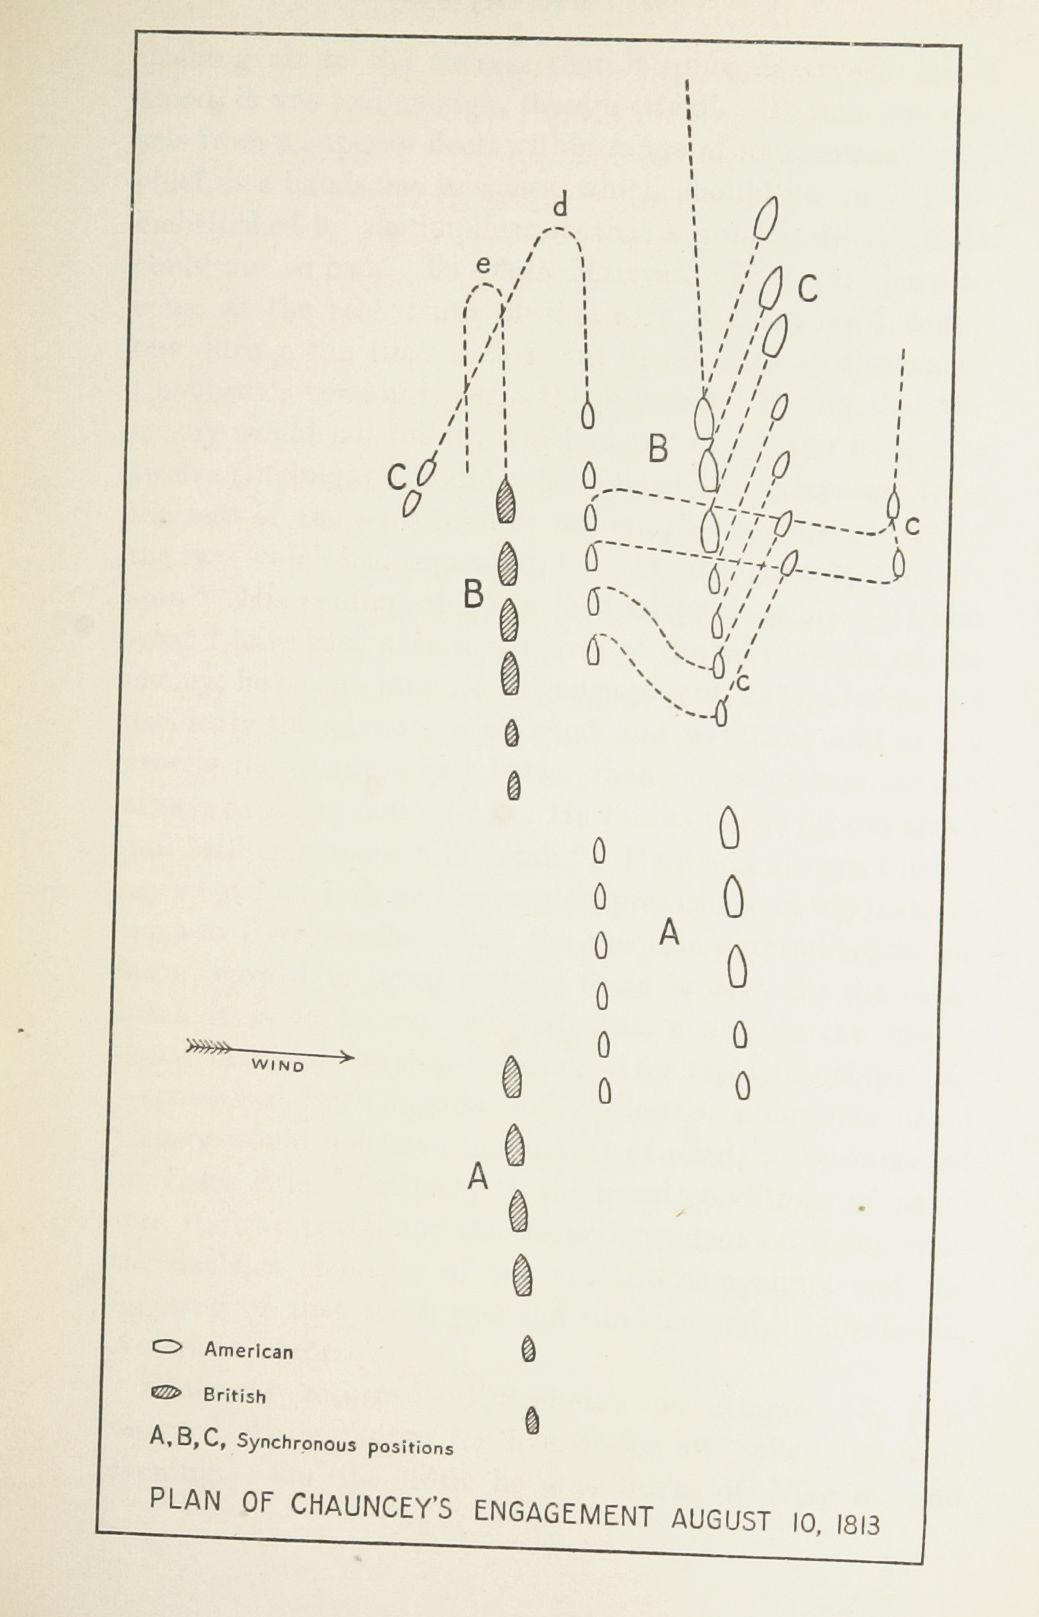 d
e
C
B
C
c
B
c
C
A
WIND
A
American
British
A, B, C, Synchronous positions
PLAN OF CHAUNCEY'S ENGAGEMENT AUGUST 10, 1813